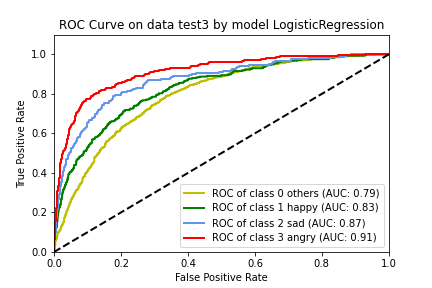 ROC Curve on data test3 by model LogisticRegression
True Positive Rate
1.0
0.8
0.6
0.4
0.2
0.0
ROC of class 0 others (AUC: 0.79)
ROC of class 1 happy (AUC: 0.83)
ROC of class 2 sad (AUC: 0.87)
ROC of class 3 angry (AUC: 0.91)
0.0 0.2 0.4 0.6 0.8 1.0
False Positive Rate